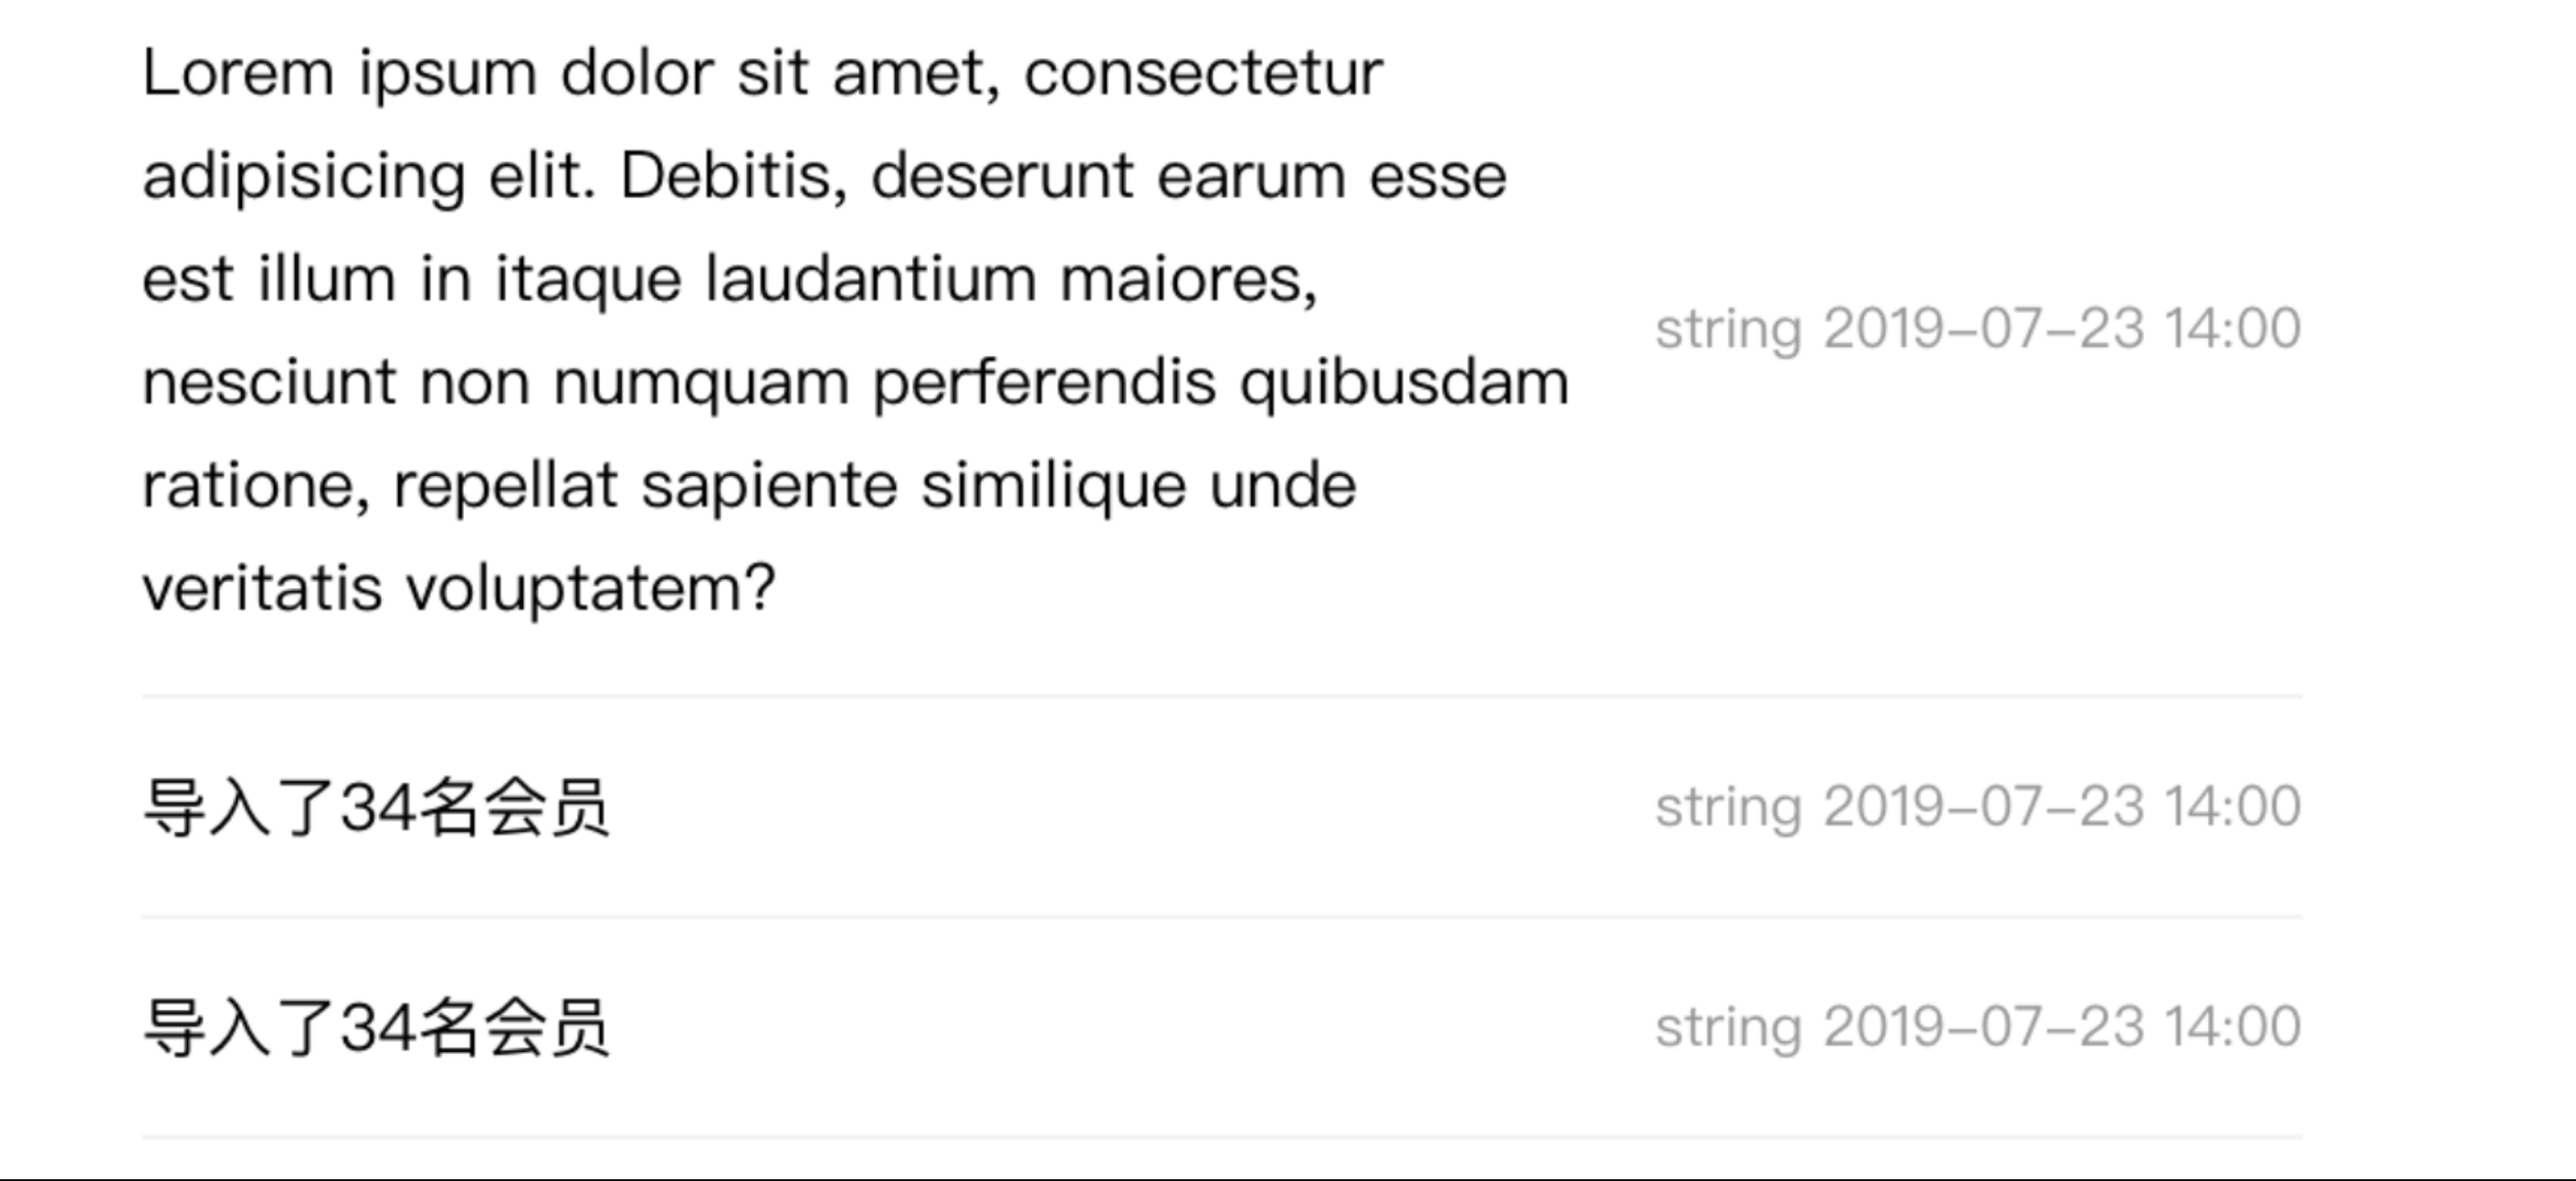 Lorem ipsum dolor sit amet, consectetur
adipisicing elit. Debitis, deserunt earum esse
est illum in itaque laudantium maiores,
nesciunt non numquam perferendis quibusdam
ratione, repellat sapiente similique unde
veritatis voluptatem?
string 2019-07-23 14:00
导入了34名会员
string 2019-07-23 14:00
导入了34名会员
string 2019-07-23 14:00